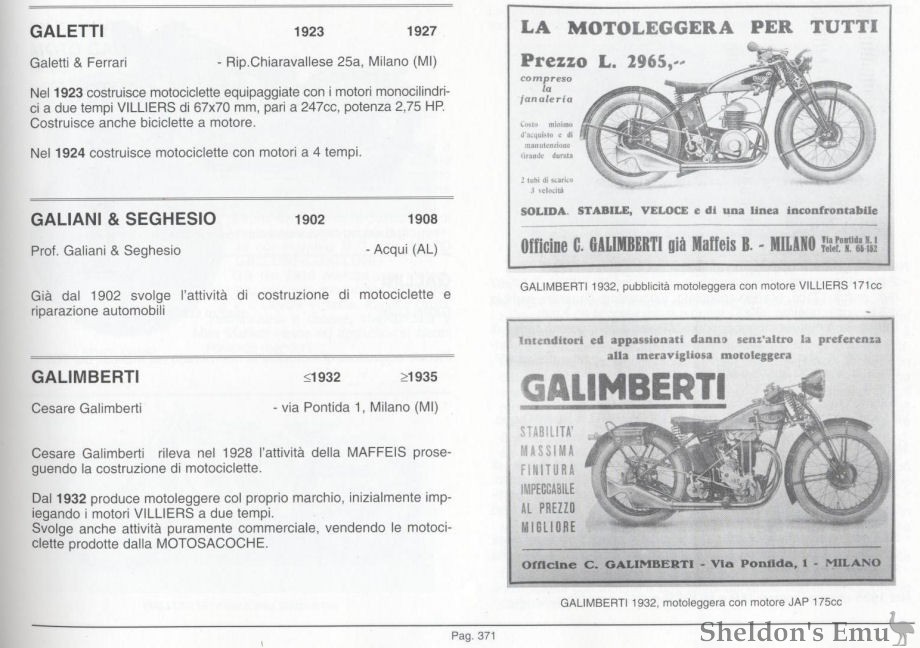 GALETTI 1923 1927
Galetti & Ferrari - Rip.Chiaravallese 25a, Milano (MI)
Nel 1923 costruisce motociclette equipaggiate con i motori monocilindri-
ci a due tempi VILLIERS di 67x70 mm, pari a 247cc, potenza 2,75 HP.
Costruisce anche biciclette a motore.
Nel 1924 costruisce motociclette con motori a 4 tempi.
GALIANI & SEGHESIO 1902 1908
Prof. Galiani & Seghesio - Acqui (AL)
Già dal 1902 svolge l'attività di costruzione di motociclette e
riparazione automobili
GALIMBERTI ≤1932 ≥1935
Cesare Galimberti - via Pontida 1, Milano (MI)
Cesare Galimberti rileva nel 1928 l'attività della MAFFEIS prose-
guendo la costruzione di motociclette.
Dal 1932 produce motoleggere col proprio marchio, inizialmente imp-
iegando i motori VILLIERS a due tempi.
Svolge anche attività puramente commerciale, vendendo le motoci-
clette prodotte dalla MOTOSACOCHE.
LA MOTOLEGGERA PER TUTTI
Prezzo L. 2965,--
compreso
la
fanaleria
Costo minimo
d'acquisto e di
manutenzione
Grande durata
2 tubi di scarico
3 velocità
SOLIDA. STABILE, VELOCE e di una linea inconfrontabile
Officine C. GALIMBERTI già Maffeis B. - MILANO Via Pontida N. 1
Telef. N. 66-182
GALIMBERTI 1932, pubblicità motoleggera con motore VILLIERS 171cc
Intenditori ed appassionati danno senz'altro la preferenza
alla meravigliosa motoleggera
GALIMBERTI
STABILITA'
MASSIMA
FINITURA
IMPECCABILE
AL PREZZO
MIGLIORE
Officine C. GALIMBERTI - Via Pontida, 1 - MILANO
GALIMBERTI 1932, motoleggera con motore JAP 175cc
Pag. 371
Sheldon's Emu